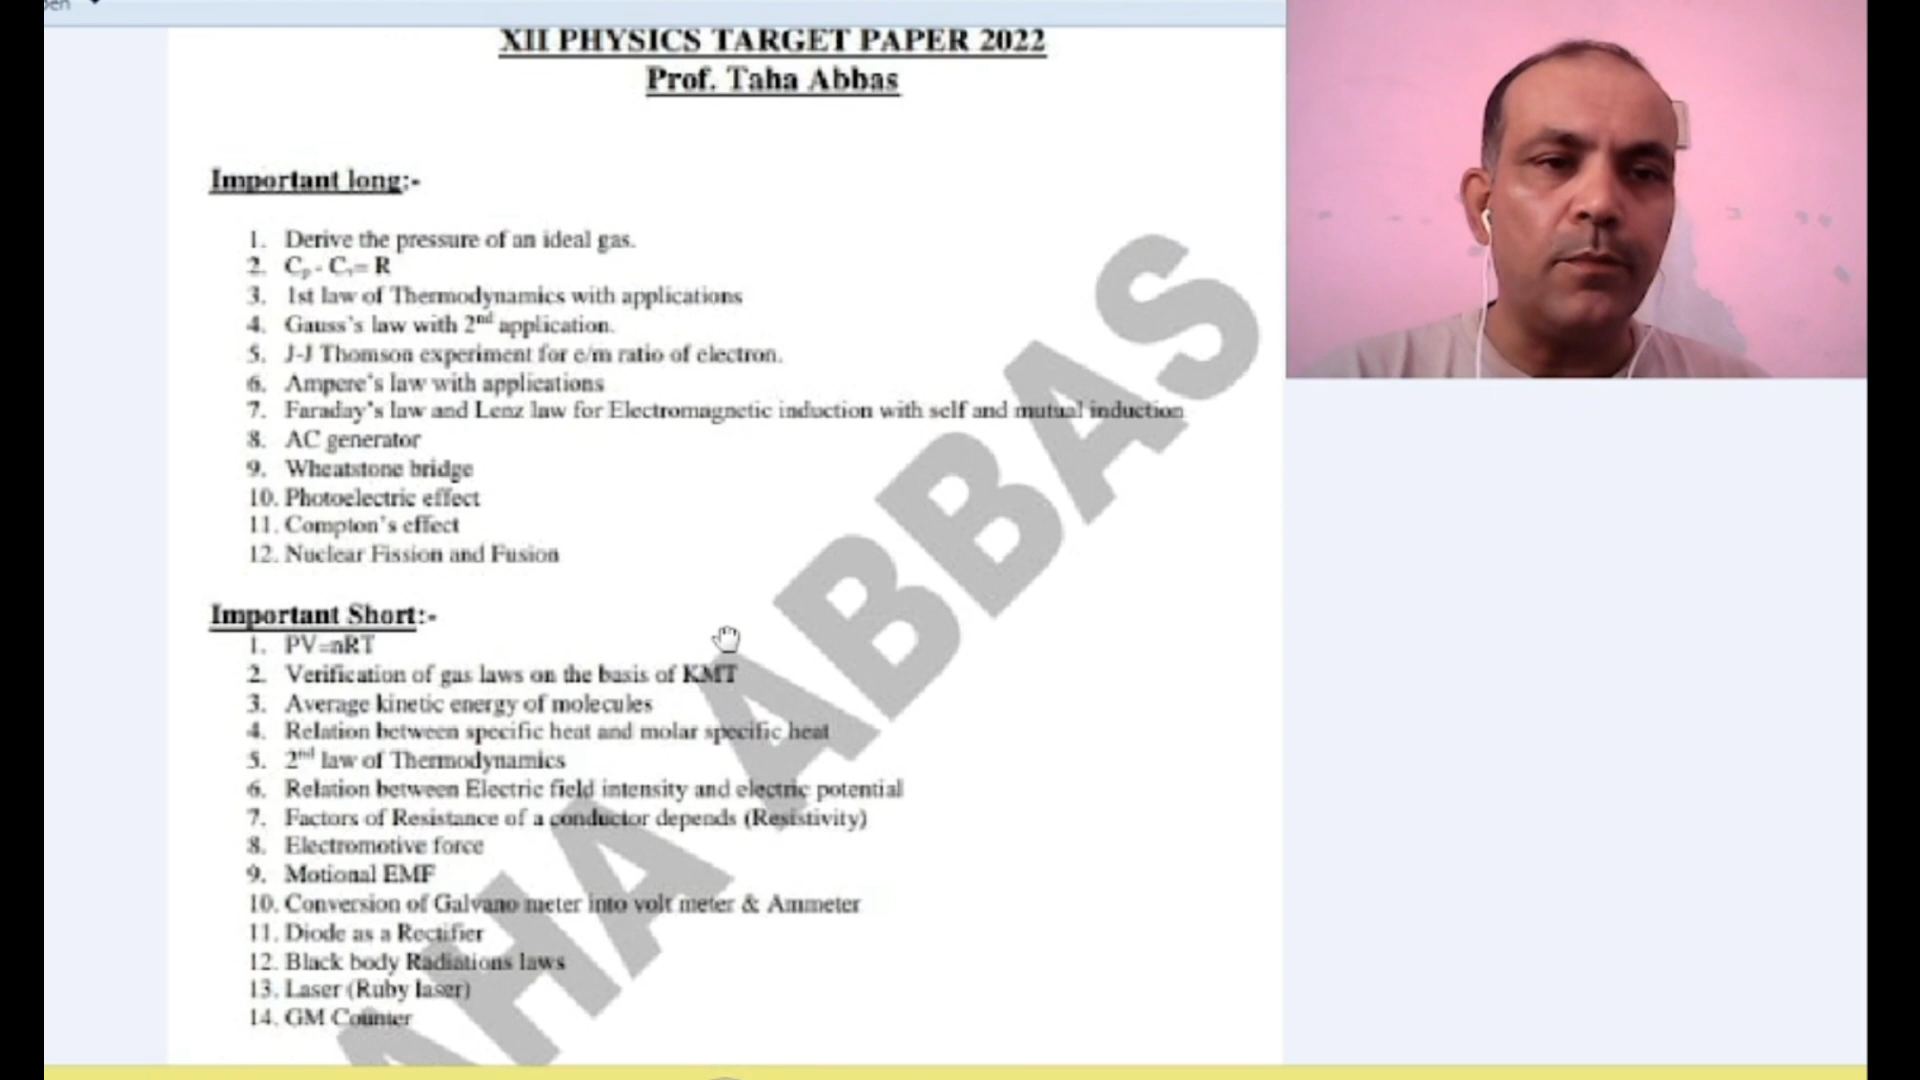 XII PHYSICS TARGET PAPER 2022
Prof. Taha Abbas
Important long:-
1. Derive the pressure of an ideal gas.
2. Cp - Cv= R
3. 1st law of Thermodynamics with applications
4. Gauss's law with 2nd application.
5. J-J Thomson experiment for e/m ratio of electron.
6. Ampere's law with applications
7. Faraday's law and Lenz law for Electromagnetic induction with self and mutual induction
8. AC generator
9. Wheatstone bridge
10. Photoelectric effect
11. Compton's effect
12. Nuclear Fission and Fusion
Important Short:-
1. PV=nRT
2. Verification of gas laws on the basis of KMT
3. Average kinetic energy of molecules
4. Relation between specific heat and molar specific heat
5. 2nd law of Thermodynamics
6. Relation between Electric field intensity and electric potential
7. Factors of Resistance of a conductor depends (Resistivity)
8. Electromotive force
9. Motional EMF
10. Conversion of Galvano meter into volt meter & Ammeter
11. Diode as a Rectifier
12. Black body Radiations laws
13. Laser (Ruby laser)
14. GM Counter
AHA ABBAS